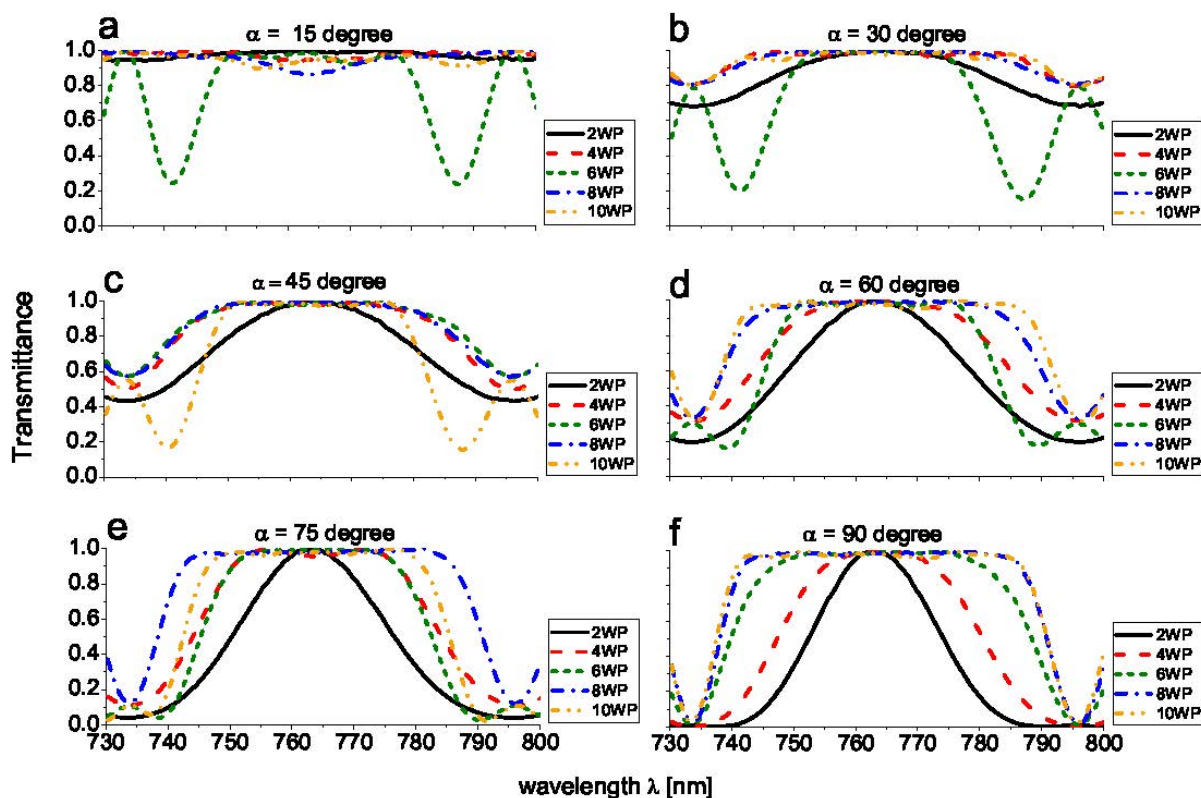 a
α = 15 degree
1.0
0.8
0.6
0.4
0.2
0.0
2WP
4WP
6WP
8WP
10WP
b
α = 30 degree
2WP
4WP
6WP
8WP
10WP
c
α = 45 degree
1.0
0.8
0.6
0.4
0.2
0.0
2WP
4WP
6WP
8WP
10WP
d
α = 60 degree
2WP
4WP
6WP
8WP
10WP
Transmittance
e
α = 75 degree
1.0
0.8
0.6
0.4
0.2
0.0
2WP
4WP
6WP
8WP
10WP
730 740 750 760 770 780 790 800
f
α = 90 degree
2WP
4WP
6WP
8WP
10WP
730 740 750 760 770 780 790 800
wavelength λ [nm]